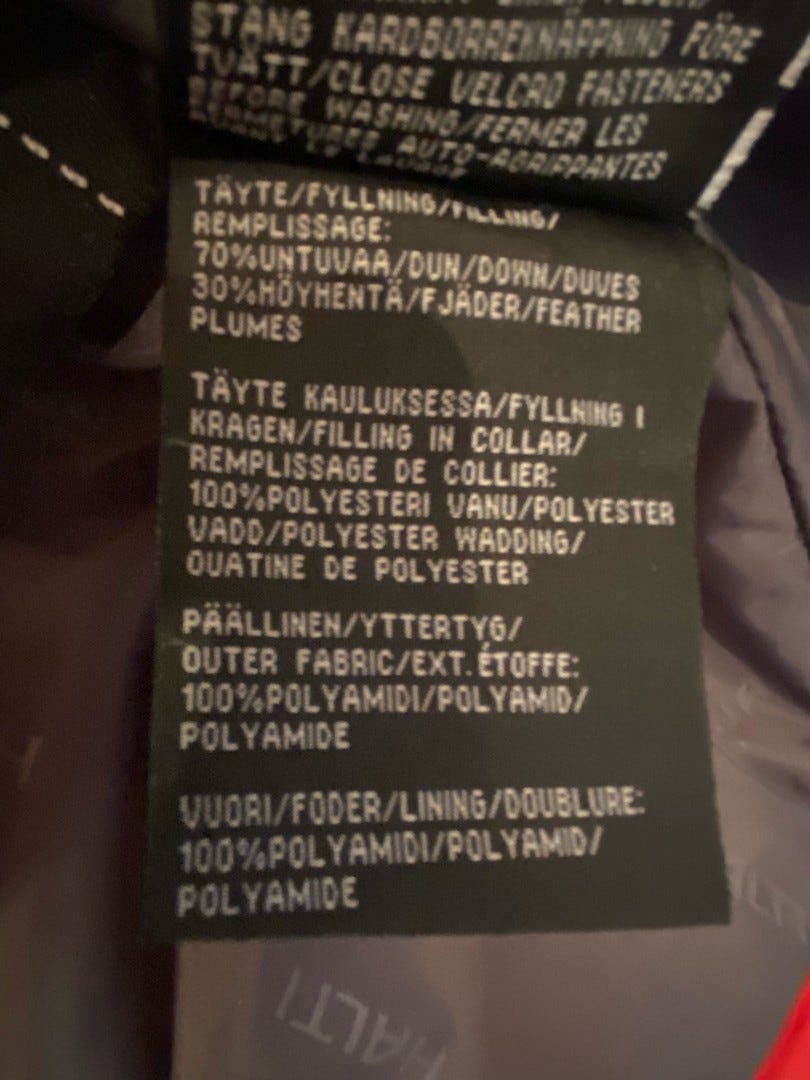 STÄNG KARDBORREKNÄPPNING FÖRE
TVÄTT/CLOSE VELCRO FASTENERS
BEFORE WASHING/FERMER LES
AUTO-AGRIPPANTES
TÄYTE/FYLLNING/FILLING/
REMPLISSAGE:
70%UNTUVAA/DUN/DOWN/DUVES
30%HÖYHENTÄ/FJÄDER/FEATHER
PLUMES
TÄYTE KAULUKSESSA/FYLLNING I
KRAGEN/FILLING IN COLLAR/
REMPLISSAGE DE COLLIER:
100%POLYESTERI VANU/POLYESTER
VADD/POLYESTER WADDING/
OUATINE DE POLYESTER
PÄÄLLINEN/YTTERTYG/
OUTER FABRIC/EXT.ÉTOFFE:
100%POLYAMIDI/POLYAMID/
POLYAMIDE
VUORI/FODER/LINING/DOUBLURE:
100%POLYAMIDI/POLYAMID/
POLYAMIDE
HALTI